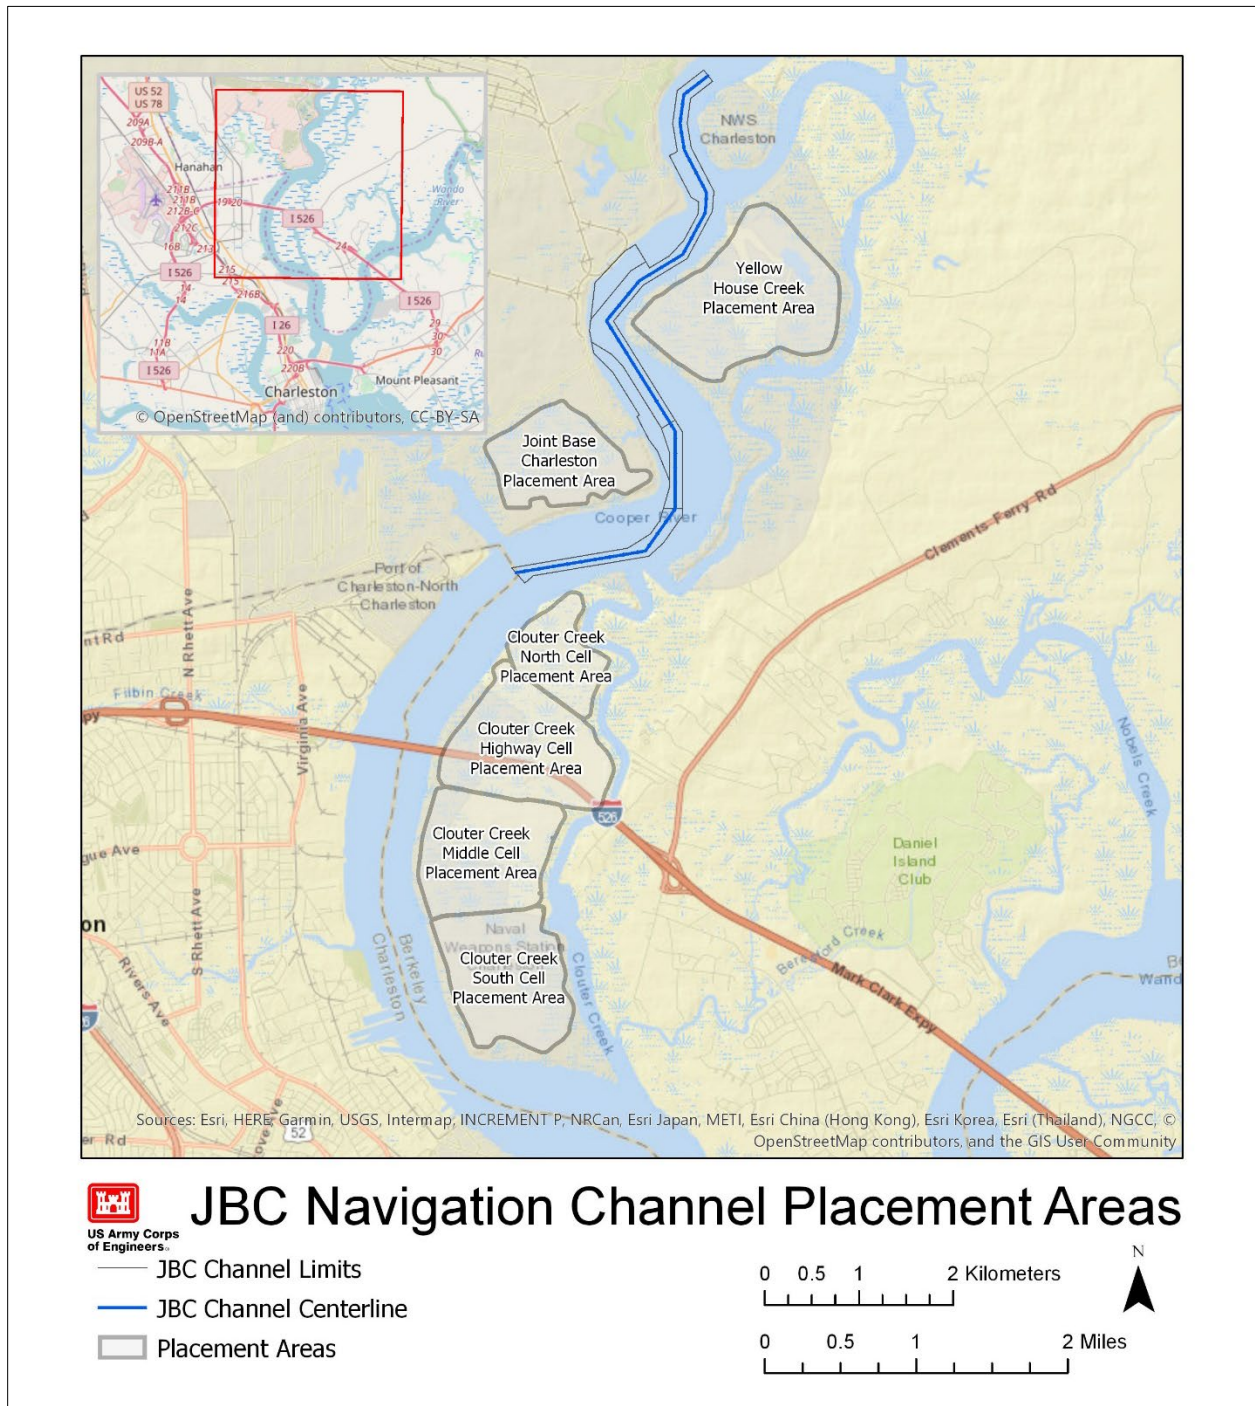 US 52
US 78
209A
209B-A
Hanahan
211B
211B
212B-C
212C
19-20
16B
213
I 526
24
Wando
River
I 526
14
14
215
215
216B
I 526
29
30
30
I 26
220
220B
11B
11A
I 526
Charleston
Mount Pleasant
© OpenStreetMap (and) contributors, CC-BY-SA
NWS
Charleston
Yellow
House Creek
Placement Area
Joint Base
Charleston
Placement Area
Cooper River
Clements Ferry Rd
Port of
Charleston-North
Charleston
N Rhett Ave
Filbin Creek
Virginia Ave
Clouter Creek
North Cell
Placement Area
Clouter Creek
Highway Cell
Placement Area
Nobels Creek
526
Clouter Creek
Middle Cell
Placement Area
Daniel
Island
Club
gue Ave
S Rhett Ave
on
Rivers Ave
Berkeley
Charleston
Naval
Weapons Station
Clouter Creek
South Cell
Placement Area
Clouter Creek
Beresford Creek
Mark Clark Expy
Wand
52
er Rd
Sources: Esri, HERE, Garmin, USGS, Intermap, INCREMENT P, NRCan, Esri Japan, METI, Esri China (Hong Kong), Esri Korea, Esri (Thailand), NGCC, ©
OpenStreetMap contributors, and the GIS User Community
US Army Corps
of Engineers
JBC Navigation Channel Placement Areas
JBC Channel Limits
JBC Channel Centerline
Placement Areas
0 0.5 1 2 Kilometers
0 0.5 1 2 Miles
N